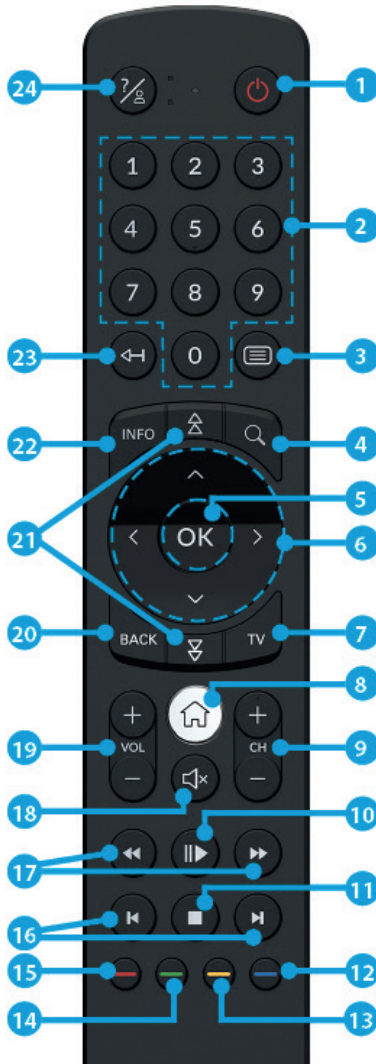 24 ? 1
1 2 3
4 5 6 2
7 8 9
23 0 3
22 INFO 4
5
21 OK 6
20 BACK TV 7
8
+ +
19 VOL CH 9
- -
18 10
17
11
16
15 12
14 13